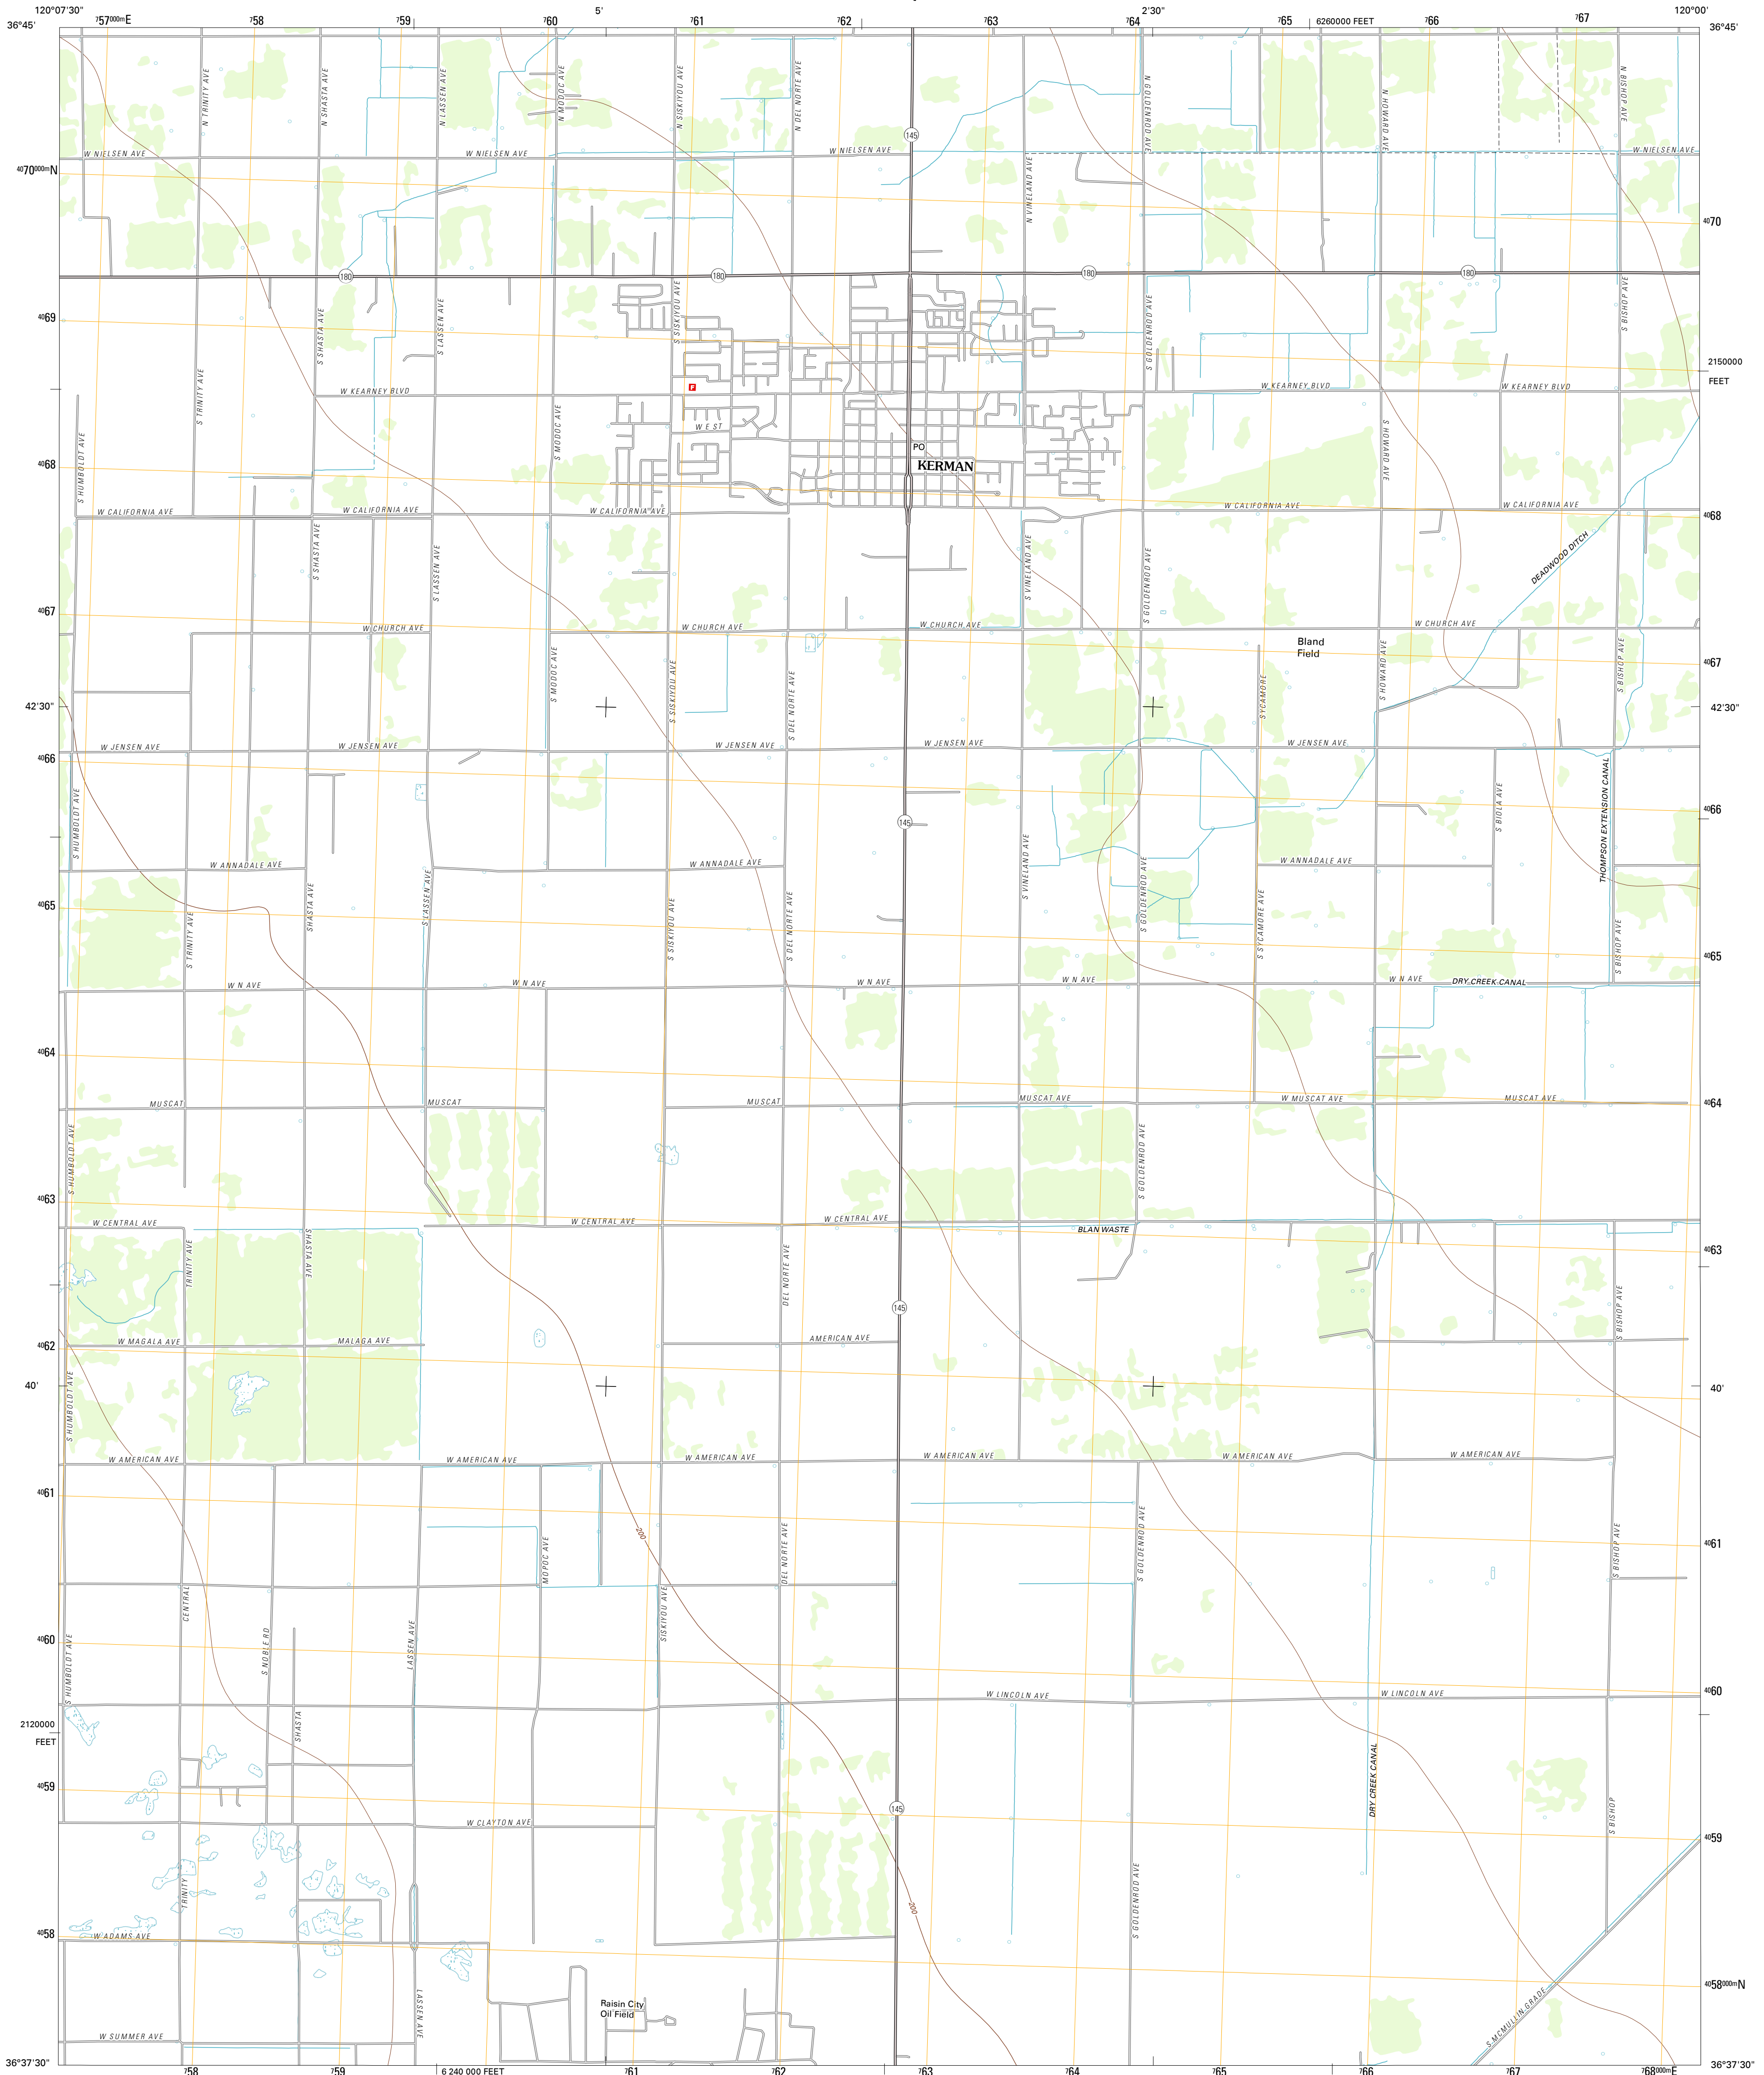 120°07'30"
757000mE
758
759
760
5'
761
762
763
764
2'30"
765
6260000 FEET
766
767
120°00'
36°45'
36°45'
N TRINITY AVE
N SHASTA AVE
N LASSEN AVE
N MODOC AVE
N SISKIYOU AVE
N DEL NORTE AVE
145
N GOLDENROD AVE
N HOWARD AVE
N BISHOP AVE
W NIELSEN AVE
W NIELSEN AVE
W NIELSEN AVE
W NIELSEN AVE
4070000mN
N VINELAND AVE
4070
180
180
180
180
4069
S SHASTA AVE
S LASSEN AVE
S SISKIYOU AVE
S GOLDENROD AVE
S BISHOP AVE
2150000
FEET
S TRINITY AVE
W KEARNEY BLVD
F
W KEARNEY BLVD
W KEARNEY BLVD
S HUMBOLDT AVE
S MODOC AVE
W E ST
PO
KERMAN
S HOWARD AVE
4068
W CALIFORNIA AVE
W CALIFORNIA AVE
W CALIFORNIA AVE
W CALIFORNIA AVE
W CALIFORNIA AVE
4068
S SHASTA AVE
S LASSEN AVE
S VINELAND AVE
S GOLDENROD AVE
DEADWOOD DITCH
4067
W CHURCH AVE
W CHURCH AVE
W CHURCH AVE
W CHURCH AVE
Bland
Field
4067
S MODOC AVE
S SISKIYOU AVE
S DEL NORTE AVE
SYCAMORE
S HOWARD AVE
S BISHOP AVE
42'30"
42'30"
W JENSEN AVE
W JENSEN AVE
W JENSEN AVE
W JENSEN AVE
W JENSEN AVE
4066
S HUMBOLDT AVE
145
S BIOLA AVE
THOMPSON EXTENSION CANAL
4066
W ANNADALE AVE
W ANNADALE AVE
W ANNADALE AVE
S VINELAND AVE
4065
S TRINITY AVE
SHASTA AVE
S LASSEN AVE
S SISKIYOU AVE
S DEL NORTE AVE
S GOLDENROD AVE
S SYCAMORE AVE
S BISHOP AVE
4065
W N AVE
W N AVE
W N AVE
W N AVE
W N AVE
DRY CREEK CANAL
4064
MUSCAT
MUSCAT
MUSCAT
MUSCAT AVE
W MUSCAT AVE
MUSCAT AVE
4064
S HUMBOLDT AVE
S GOLDENROD AVE
4063
W CENTRAL AVE
W CENTRAL AVE
W CENTRAL AVE
BLAN WASTE
4063
TRINITY AVE
SHASTA AVE
DEL NORTE AVE
145
S BISHOP AVE
4062
W MAGALA AVE
MALAGA AVE
AMERICAN AVE
4062
40'
40'
S HUMBOLDT AVE
W AMERICAN AVE
W AMERICAN AVE
W AMERICAN AVE
W AMERICAN AVE
W AMERICAN AVE
W AMERICAN AVE
4061
200
MOPOC AVE
DEL NORTE AVE
S GOLDENROD AVE
S BISHOP AVE
4061
CENTRAL
SISKIYOU AVE
4060
S HUMBOLDT AVE
S NOBLE RD
LASSEN AVE
W LINCOLN AVE
W LINCOLN AVE
4060
2120000
FEET
SHASTA
DRY CREEK CANAL
4059
145
W CLAYTON AVE
S BISHOP
4059
TRINITY
200
S GOLDENROD AVE
4058
W ADAMS AVE
4058000mN
Raisin City
Oil Field
LASSEN AVE
S MCMULLIN GRADE
W SUMMER AVE
36°37'30"
36°37'30"
758
759
6 240 000 FEET
761
762
763
764
765
766
767
768000mE